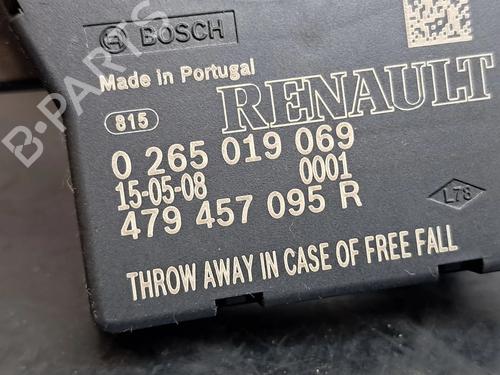 BOSCH
Made in Portugal
815
RENAULT
0 265 019 069
15-05-08 0001
479 457 095 R
L78
THROW AWAY IN CASE OF FREE FALL
B-PARTS